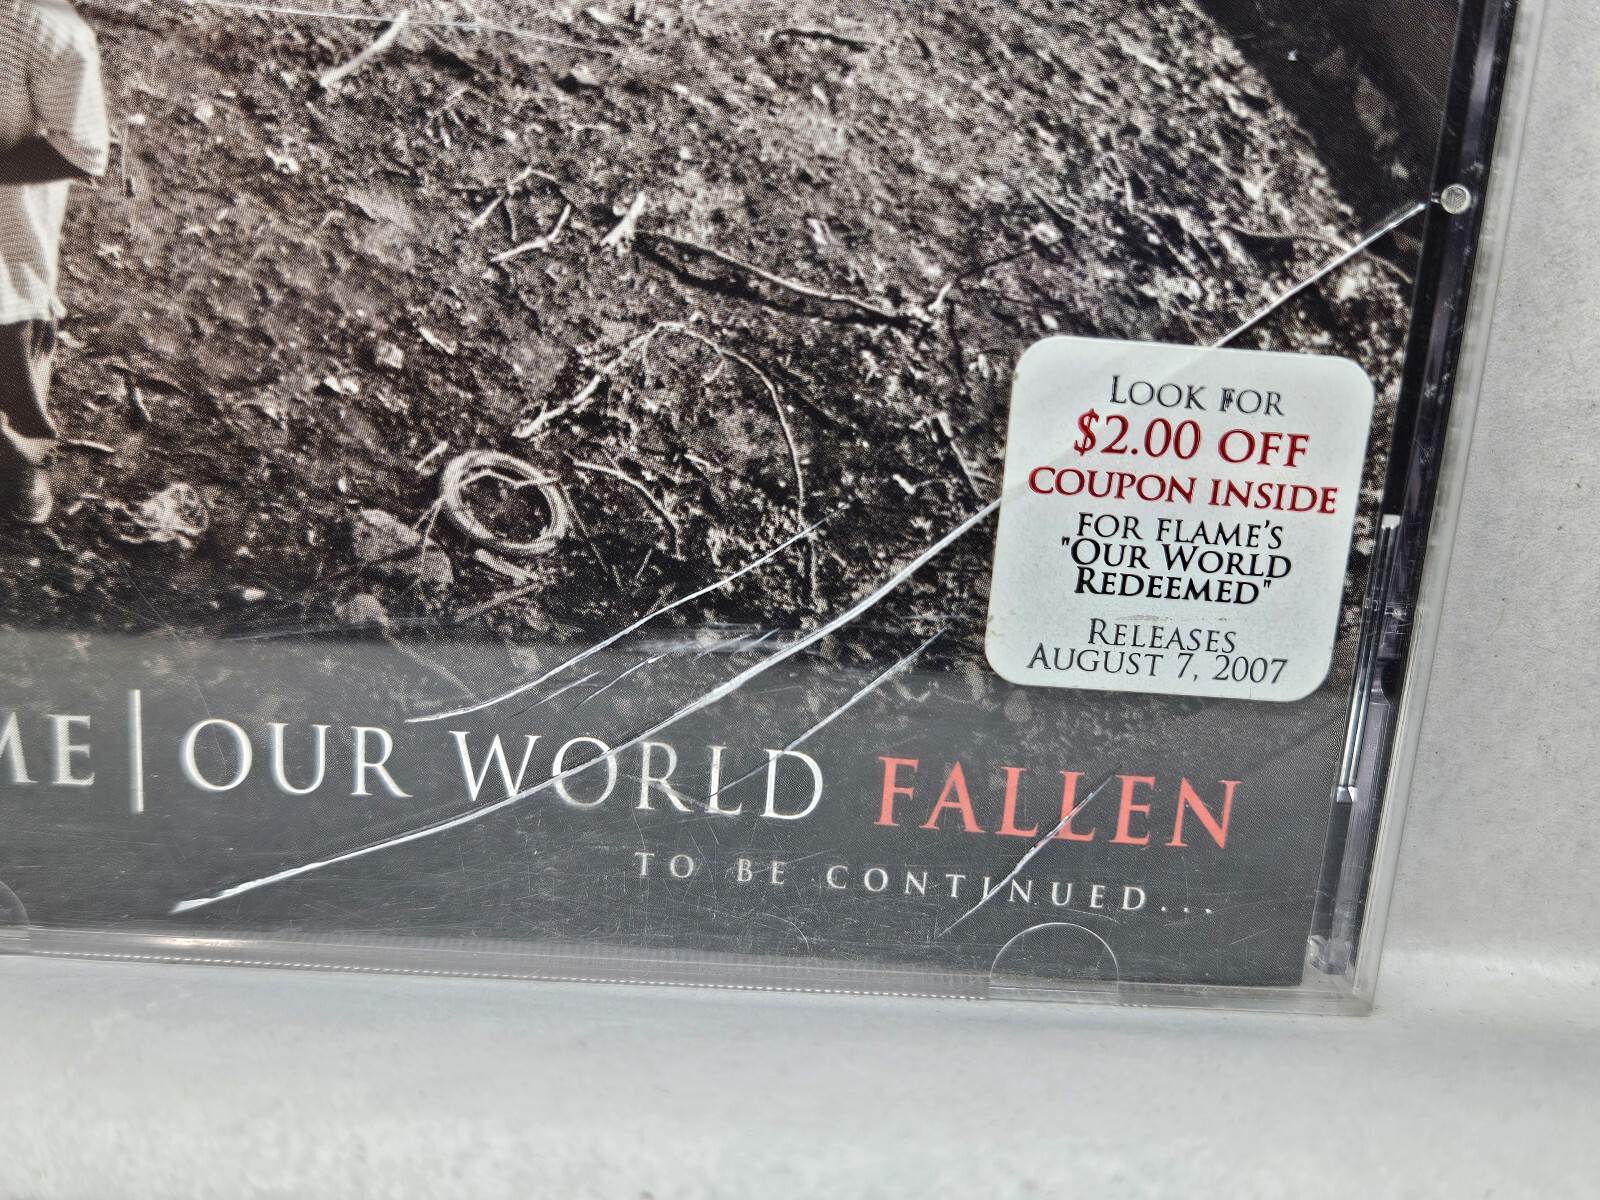 LOOK FOR
$2.00 OFF
COUPON INSIDE
FOR FLAME'S
"OUR WORLD
REDEEMED"
RELEASES
AUGUST 7, 2007
ME | OUR WORLD FALLEN
TO BE CONTINUED...